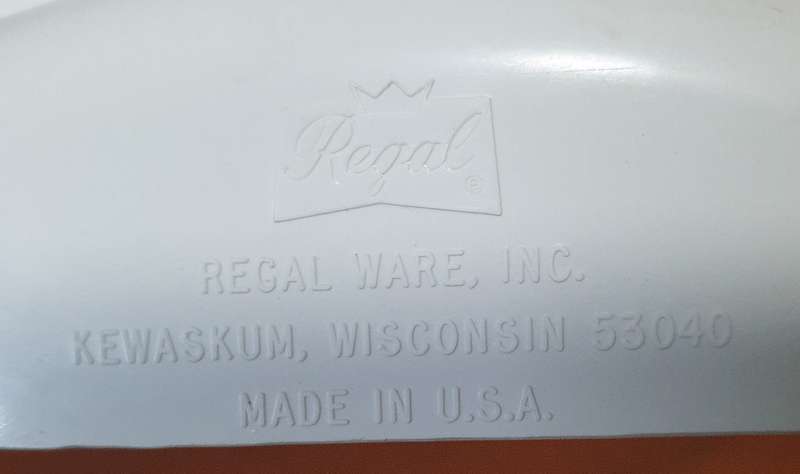 Regal ®
REGAL WARE, INC.
KEWASKUM, WISCONSIN 53040
MADE IN U.S.A.